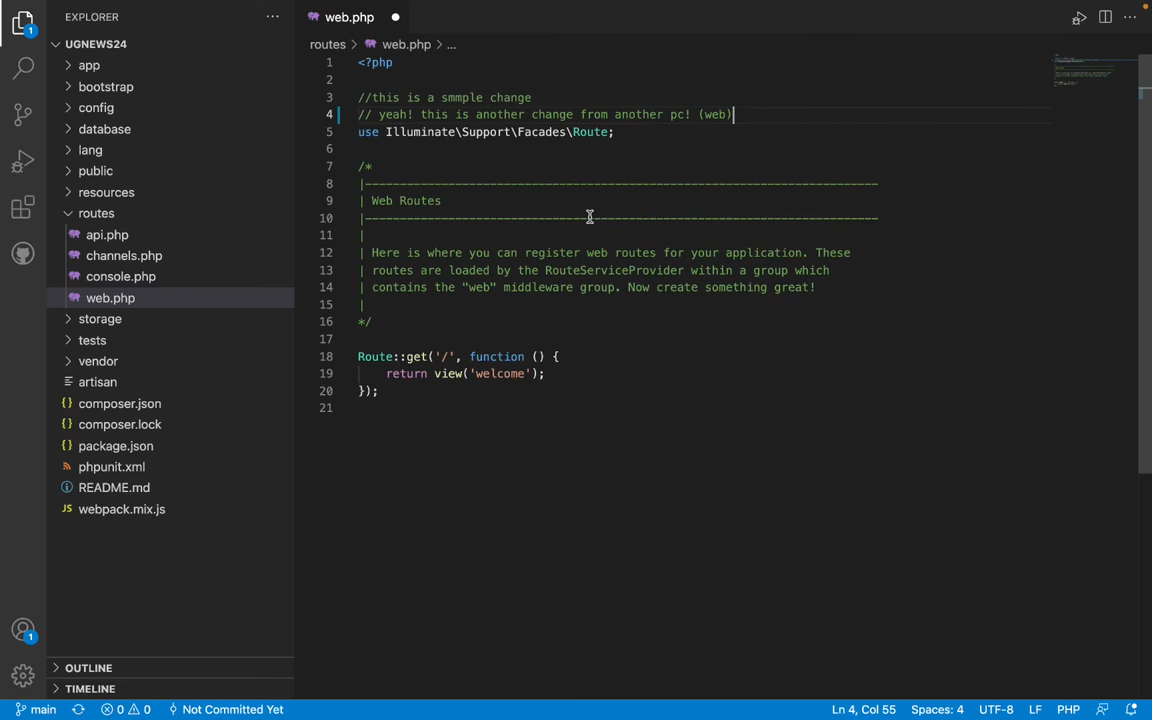 EXPLORER
web.php
1
UGNEWS24
routes > web.php > ...
app
bootstrap
config
database
lang
public
resources
routes
api.php
channels.php
console.php
web.php
storage
tests
vendor
artisan
{} composer.json
{} composer.lock
{} package.json
phpunit.xml
README.md
JS webpack.mix.js
1 <?php
2
3 //this is a smmple change
4 // yeah! this is another change from another pc! (web)
5 use Illuminate\Support\Facades\Route;
6
7 /*
8 |--------------------------------------------------------------------------
9 | Web Routes
10 |--------------------------------------------------------------------------
11 |
12 | Here is where you can register web routes for your application. These
13 | routes are loaded by the RouteServiceProvider within a group which
14 | contains the "web" middleware group. Now create something great!
15 |
16 */
17
18 Route::get('/', function () {
19 return view('welcome');
20 });
21
1
OUTLINE
TIMELINE
main
0 0
Not Committed Yet
Ln 4, Col 55
Spaces: 4
UTF-8
LF
PHP